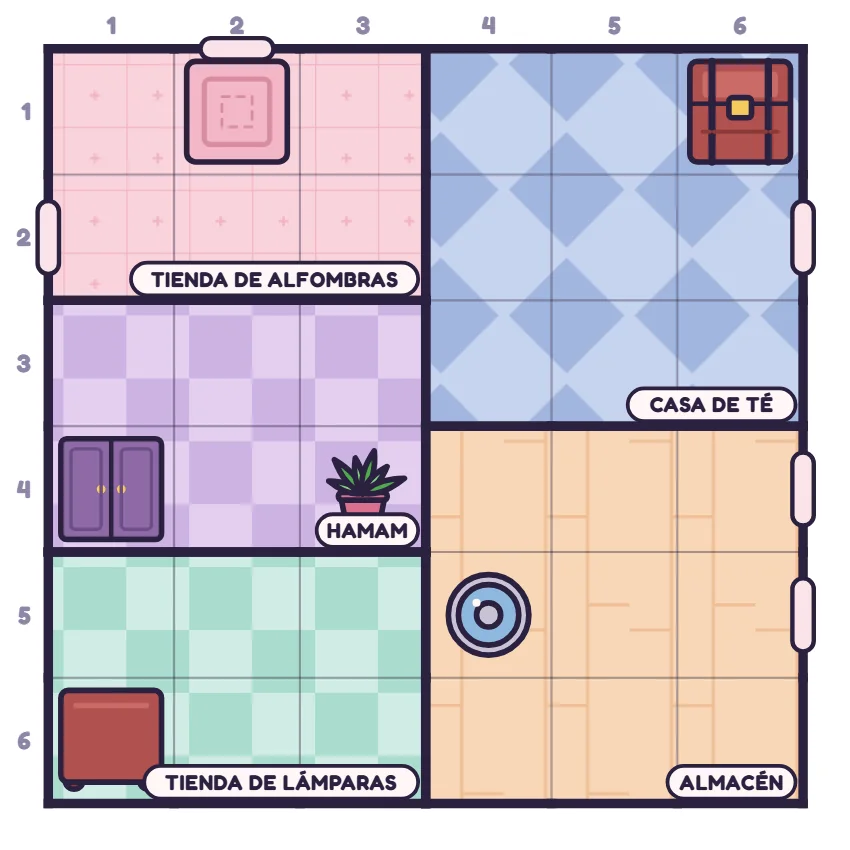 1 2 3 4 5 6
1
2
TIENDA DE ALFOMBRAS
3
CASA DE TÉ
4
HAMAM
5
6
TIENDA DE LÁMPARAS
ALMACÉN